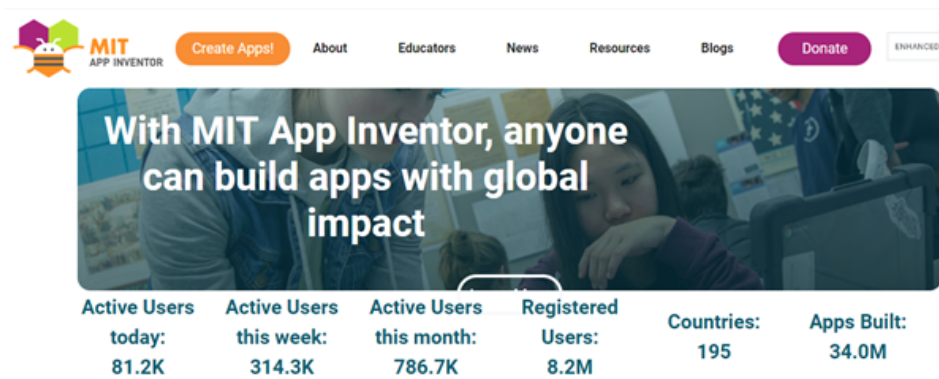 MIT
APP INVENTOR
Create Apps!
About
Educators
News
Resources
Blogs
Donate
ENHANCED
With MIT App Inventor, anyone
can build apps with global
impact
Active Users
today:
81.2K
Active Users
this week:
314.3K
Active Users
this month:
786.7K
Registered
Users:
8.2M
Countries:
195
Apps Built:
34.0M